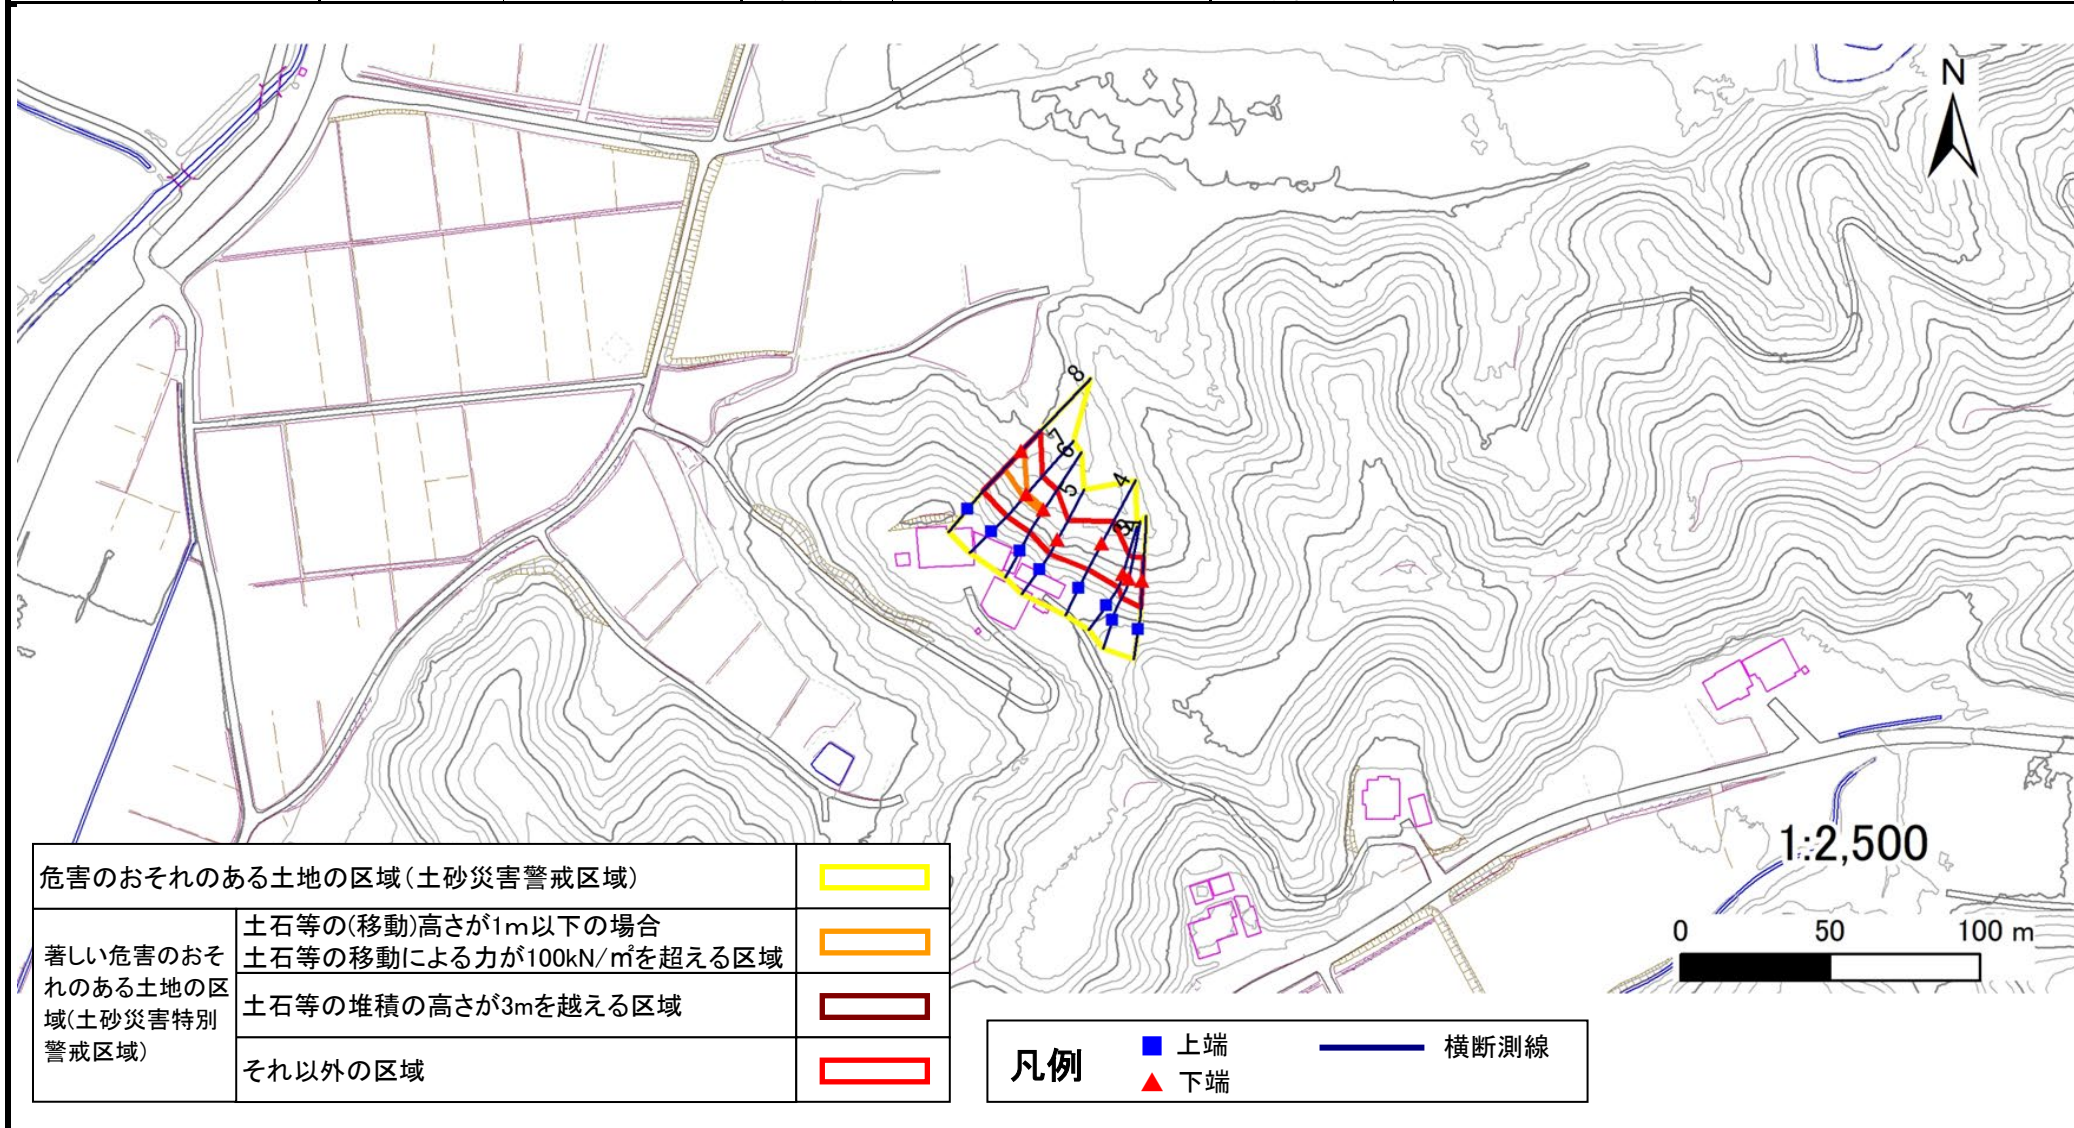 N
8
7
6
5
4
1:2,500
0 50 100 m
危害のおそれのある土地の区域(土砂災害警戒区域)
著しい危害のおそ
れのある土地の区
域(土砂災害特別
警戒区域)
土石等の(移動)高さが1m以下の場合
土石等の移動による力が100kN/㎡を超える区域
土石等の堆積の高さが3mを越える区域
それ以外の区域
凡例
上端
下端
横断測線